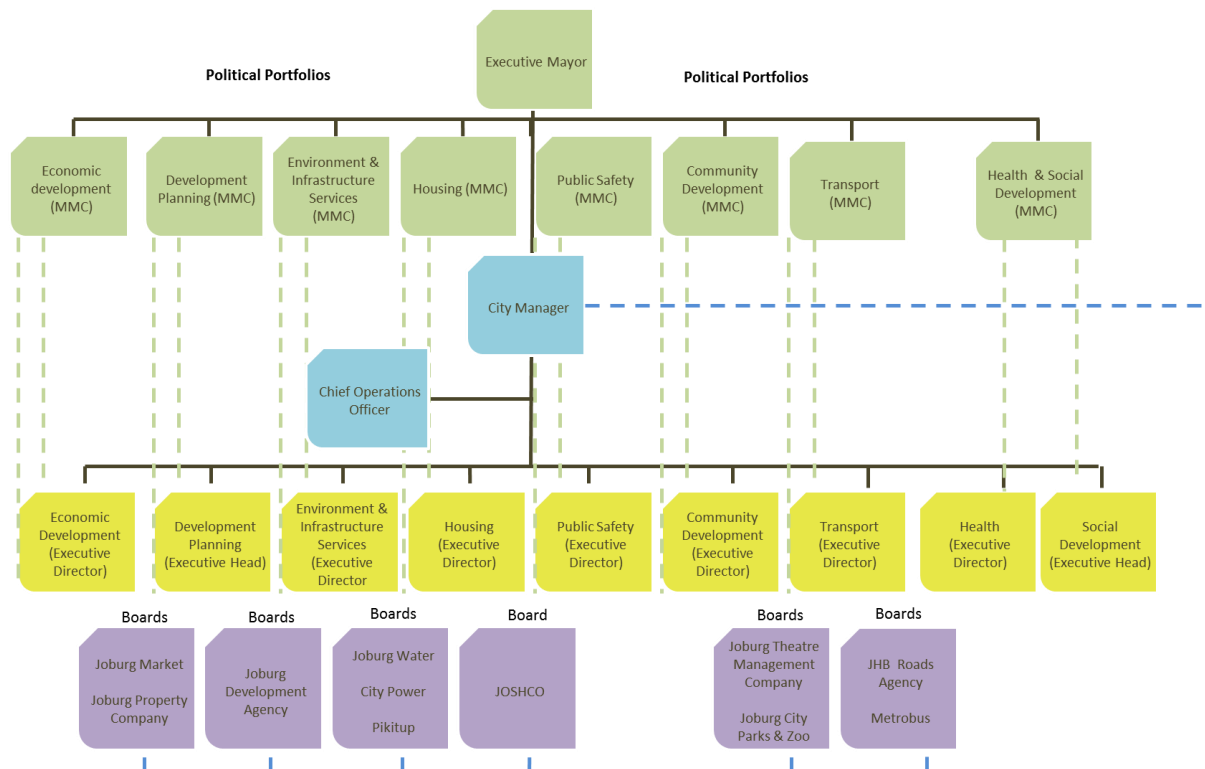 Executive Mayor
Political Portfolios
Political Portfolios
Economic
development
(MMC)
Development
Planning (MMC)
Environment &
Infrastructure
Services
(MMC)
Housing (MMC)
Public Safety
(MMC)
Community
Development
(MMC)
Transport
(MMC)
Health & Social
Development
(MMC)
City Manager
Chief Operations
Officer
Economic
Development
(Executive
Director)
Development
Planning
(Executive Head)
Environment &
Infrastructure
Services
(Executive
Director
Housing
(Executive
Director)
Public Safety
(Executive
Director)
Community
Development
(Executive
Director)
Transport
(Executive
Director)
Health
(Executive
Director)
Social
Development
(Executive Head)
Boards
Joburg Market
Joburg Property
Company
Boards
Joburg
Development
Agency
Boards
Joburg Water
City Power
Pikitup
Board
JOSHCO
Boards
Joburg Theatre
Management
Company
Joburg City
Parks & Zoo
Boards
JHB Roads
Agency
Metrobus